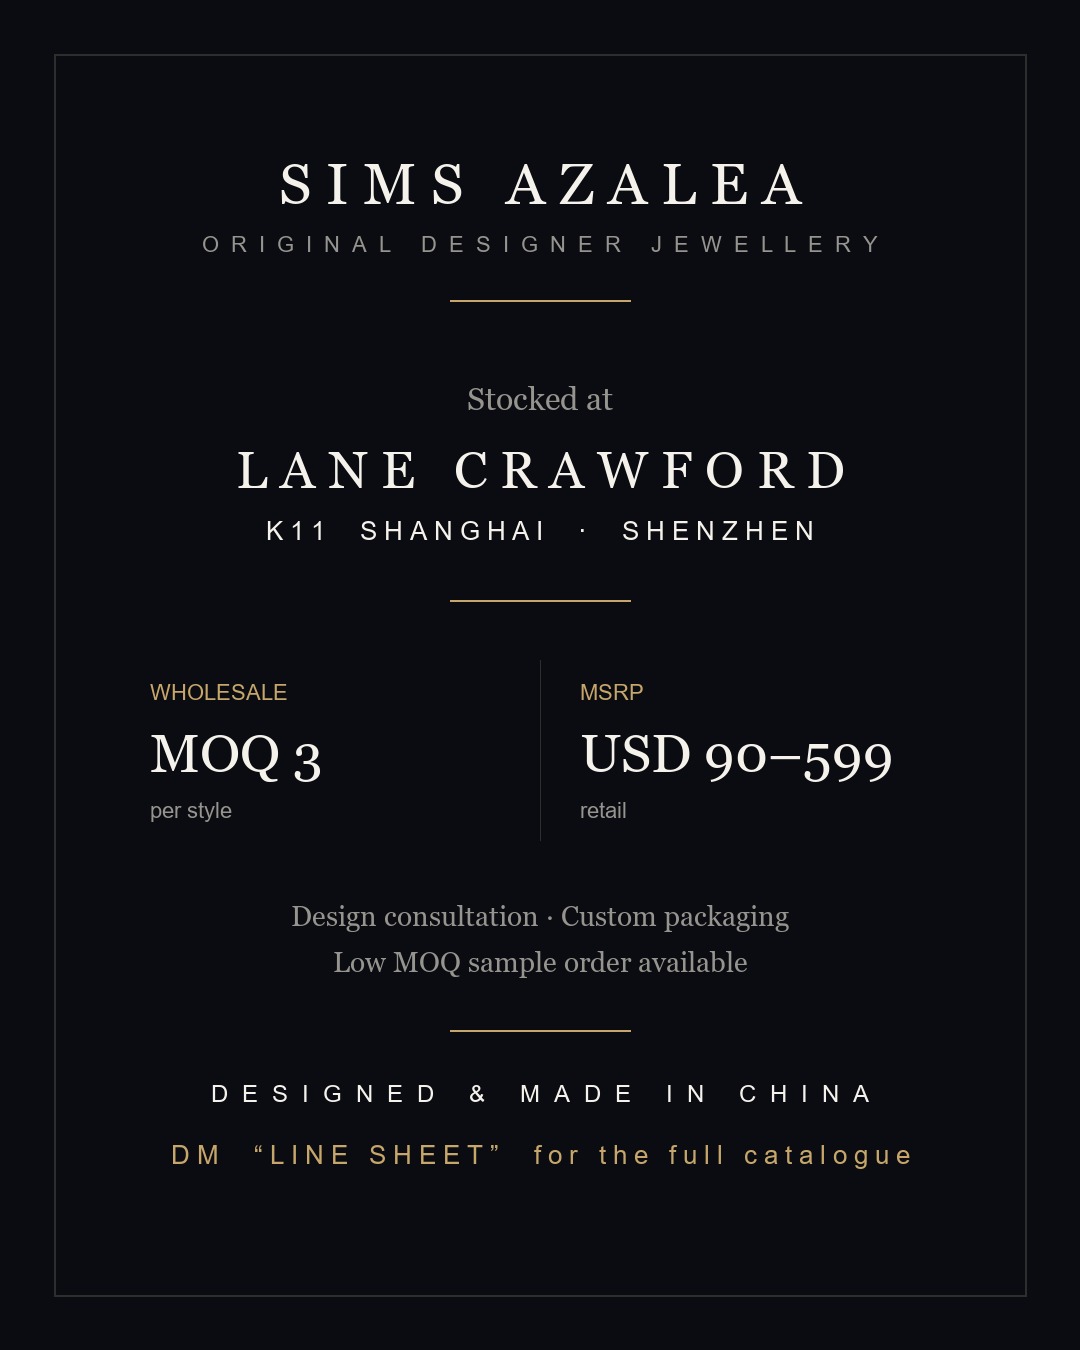 SIMS AZALEA
ORIGINAL DESIGNER JEWELLERY
Stocked at
LANE CRAWFORD
K11 SHANGHAI · SHENZHEN
WHOLESALE
MOQ 3
per style
MSRP
USD 90–599
retail
Design consultation · Custom packaging
Low MOQ sample order available
DESIGNED & MADE IN CHINA
DM “LINE SHEET” for the full catalogue